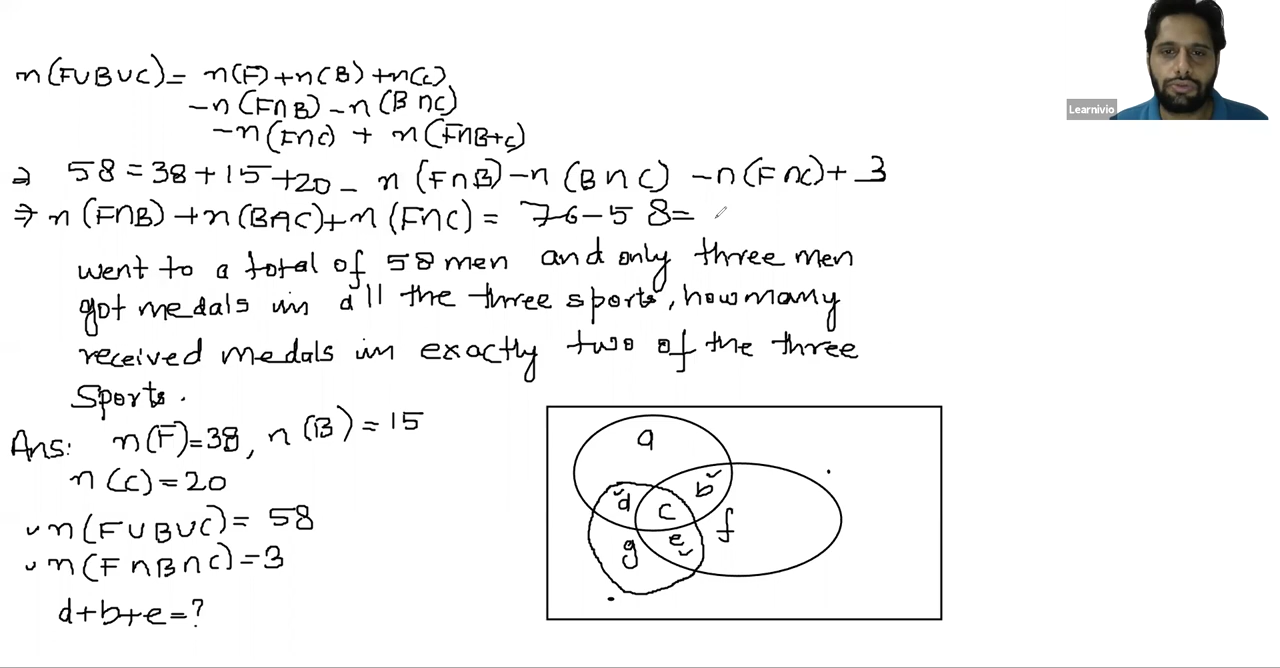 n(F∪B∪C)= n(F)+n(B)+n(C)
-n(F∩B)-n(B∩C)
-n(F∩C) + n(F∩B+C)
⇒ 58=38+15+20- n(F∩B)-n(B∩C) -n(F∩C)+ 3
⇒ n(F∩B)+n(B∩C)+n(F∩C) = 76-58=
went to a total of 58 men and only three men
got medals in all the three sports, how many
received medals in exactly two of the three
Sports.
Ans: n(F)=38, n(B)=15
n(C)=20
n(F∪B∪C)= 58
n(F∩B∩C)=3
d+b+e=?
a
b
d
c
f
e
g
Learnivio